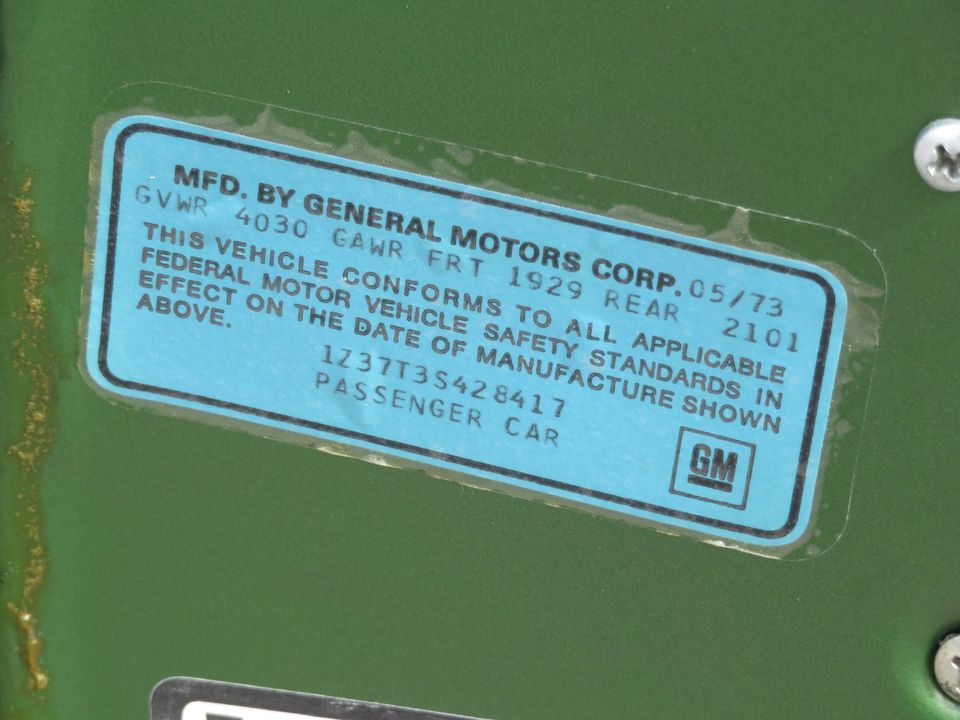 MFD. BY GENERAL MOTORS CORP. 05/73
GVWR 4030 GAWR FRT 1929 REAR 2101
THIS VEHICLE CONFORMS TO ALL APPLICABLE
FEDERAL MOTOR VEHICLE SAFETY STANDARDS IN
EFFECT ON THE DATE OF MANUFACTURE SHOWN
ABOVE.
1Z37T3S428417
PASSENGER CAR
GM